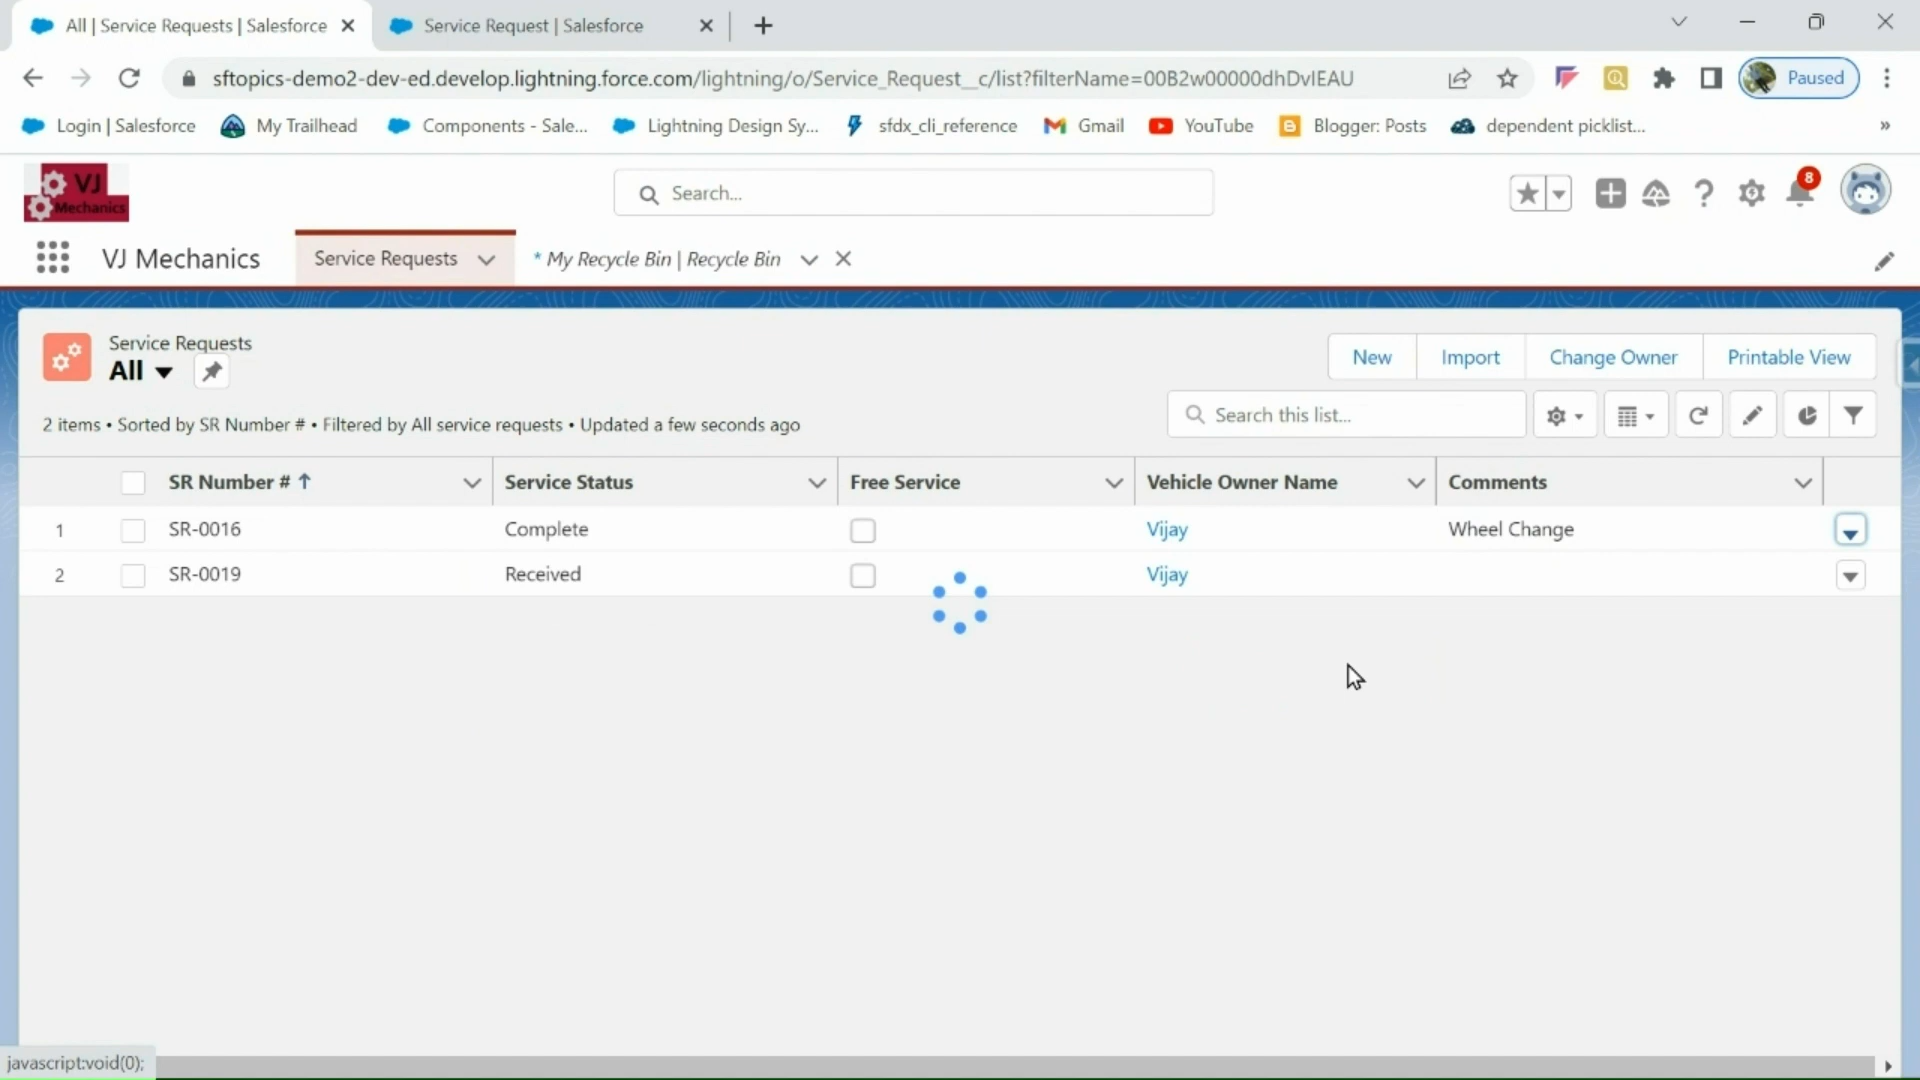 All | Service Requests | Salesforce
Service Request | Salesforce
sftopics-demo2-dev-ed.develop.lightning.force.com/lightning/o/Service_Request__c/list?filterName=00B2w00000dhDvIEAU
Paused
Login | Salesforce
My Trailhead
Components - Sale...
Lightning Design Sy...
sfdx_cli_reference
Gmail
YouTube
Blogger: Posts
dependent picklist...
»
VJ
Mechanics
Search...
8
VJ Mechanics
Service Requests
* My Recycle Bin | Recycle Bin
Service Requests
All
New
Import
Change Owner
Printable View
2 items • Sorted by SR Number # • Filtered by All service requests • Updated a few seconds ago
Search this list...
SR Number # ↑ Service Status Free Service Vehicle Owner Name Comments
1 SR-0016 Complete Vijay Wheel Change
2 SR-0019 Received Vijay
javascript:void(0);